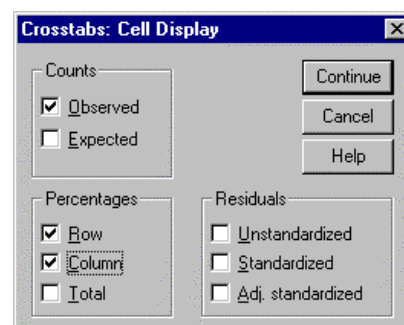 Crosstabs: Cell Display
Counts
Observed
Expected
Continue
Cancel
Help
Percentages
Row
Column
Total
Residuals
Unstandardized
Standardized
Adj. standardized